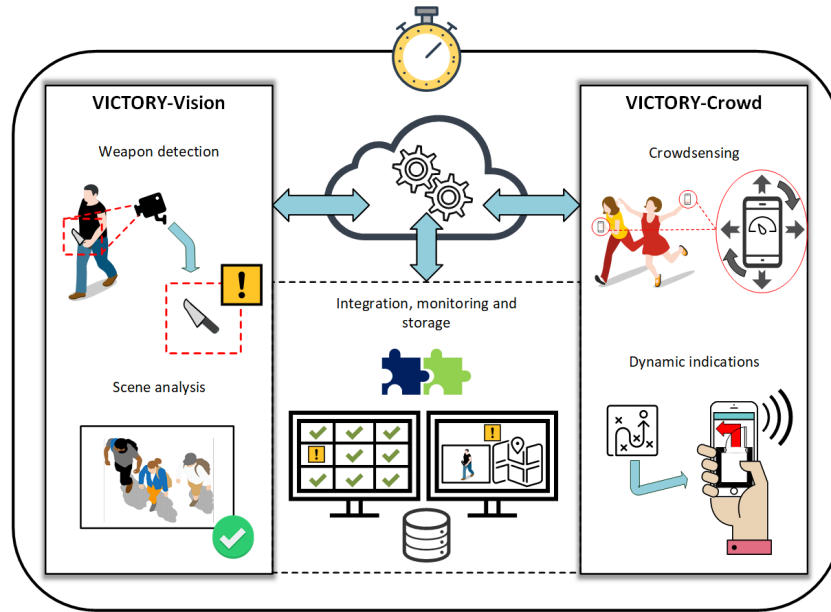 VICTORY-Vision
Weapon detection
Scene analysis
Integration, monitoring and
storage
VICTORY-Crowd
Crowdsensing
Dynamic indications